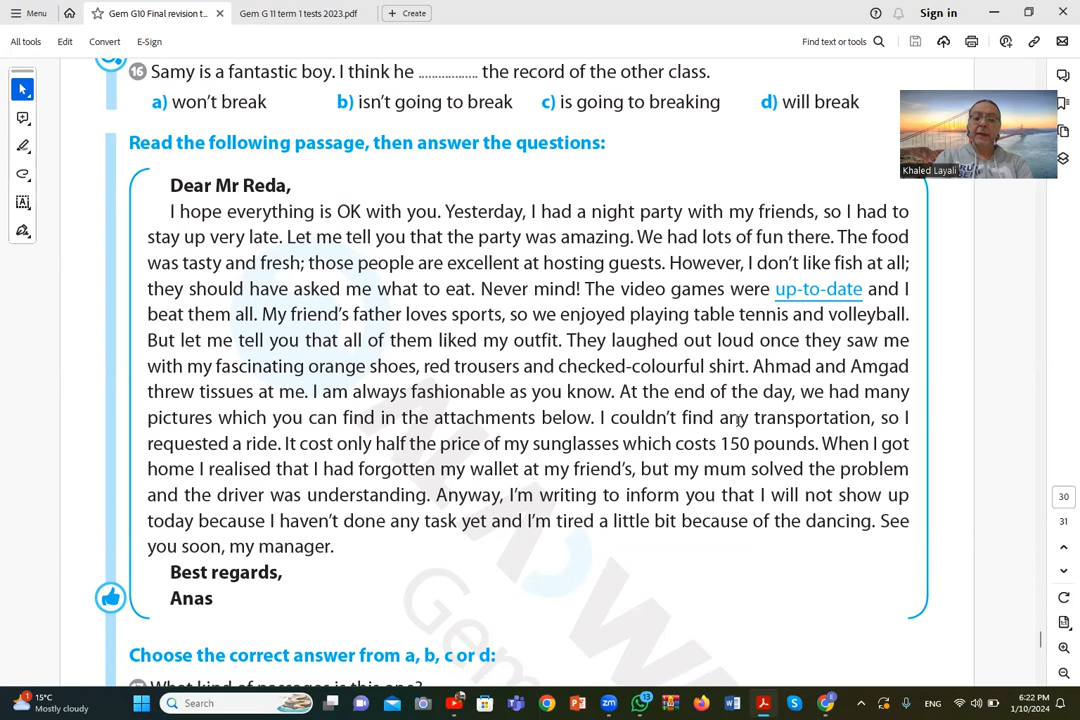 Menu
Gem G10 Final revision t...
Gem G 11 term 1 tests 2023.pdf
Create
Sign in
All tools
Edit
Convert
E-Sign
Find text or tools
16 Samy is a fantastic boy. I think he .................. the record of the other class.
a) won't break b) isn't going to break c) is going to breaking d) will break
Khaled Layali
Read the following passage, then answer the questions:
Dear Mr Reda,
I hope everything is OK with you. Yesterday, I had a night party with my friends, so I had to
stay up very late. Let me tell you that the party was amazing. We had lots of fun there. The food
was tasty and fresh; those people are excellent at hosting guests. However, I don't like fish at all;
they should have asked me what to eat. Never mind! The video games were up-to-date and I
beat them all. My friend's father loves sports, so we enjoyed playing table tennis and volleyball.
But let me tell you that all of them liked my outfit. They laughed out loud once they saw me
with my fascinating orange shoes, red trousers and checked-colourful shirt. Ahmad and Amgad
threw tissues at me. I am always fashionable as you know. At the end of the day, we had many
pictures which you can find in the attachments below. I couldn't find any transportation, so I
requested a ride. It cost only half the price of my sunglasses which costs 150 pounds. When I got
home I realised that I had forgotten my wallet at my friend's, but my mum solved the problem
and the driver was understanding. Anyway, I'm writing to inform you that I will not show up
today because I haven't done any task yet and I'm tired a little bit because of the dancing. See
you soon, my manager.
Best regards,
Anas
Choose the correct answer from a, b, c or d:
What kind of passages is this one?
30
31
15°C
Mostly cloudy
Search
ENG
6:22 PM
1/10/2024